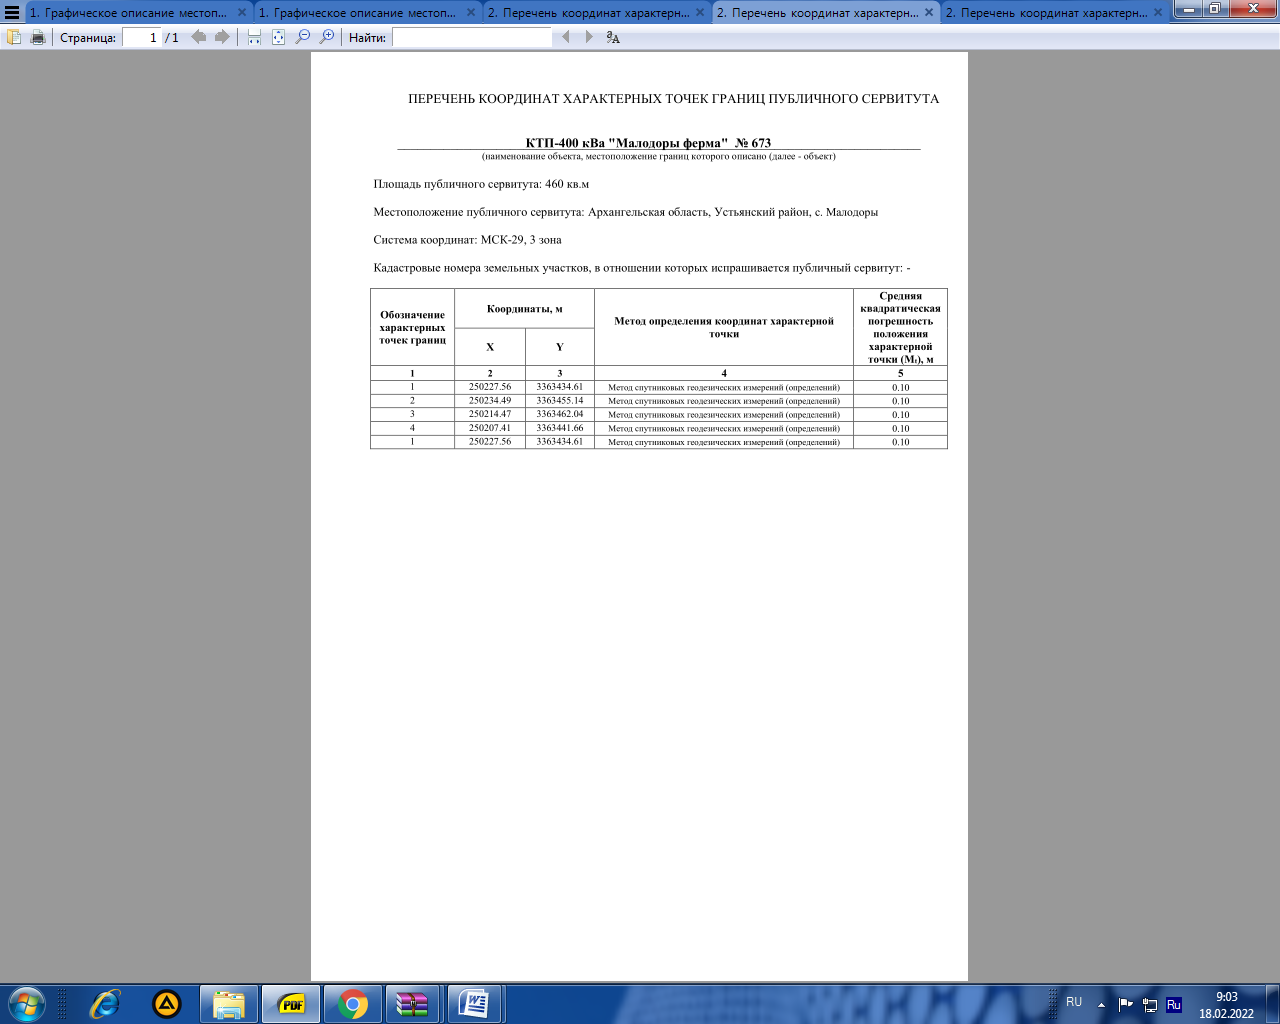 1. Графическое описание местоп...
1. Графическое описание местоп...
2. Перечень координат характерн...
2. Перечень координат характерн...
2. Перечень координат характерн...
Страница: 1 / 1
Найти:
ПЕРЕЧЕНЬ КООРДИНАТ ХАРАКТЕРНЫХ ТОЧЕК ГРАНИЦ ПУБЛИЧНОГО СЕРВИТУТА
КТП-400 кВа "Малодоры ферма" № 673
(наименование объекта, местоположение границ которого описано (далее - объект)
Площадь публичного сервитута: 460 кв.м
Местоположение публичного сервитута: Архангельская область, Устьянский район, с. Малодоры
Система координат: МСК-29, 3 зона
Кадастровые номера земельных участков, в отношении которых испрашивается публичный сервитут: -
Обозначение
характерных
точек границ
Координаты, м
X
Y
Метод определения координат характерной
точки
Средняя
квадратическая
погрешность
положения
характерной
точки (Mt), м
1 2 3 4 5
1 250227.56 3363434.61 Метод спутниковых геодезических измерений (определений) 0.10
2 250234.49 3363455.14 Метод спутниковых геодезических измерений (определений) 0.10
3 250214.47 3363462.04 Метод спутниковых геодезических измерений (определений) 0.10
4 250207.41 3363441.66 Метод спутниковых геодезических измерений (определений) 0.10
1 250227.56 3363434.61 Метод спутниковых геодезических измерений (определений) 0.10
PDF
RU
Ru
9:03
18.02.2022